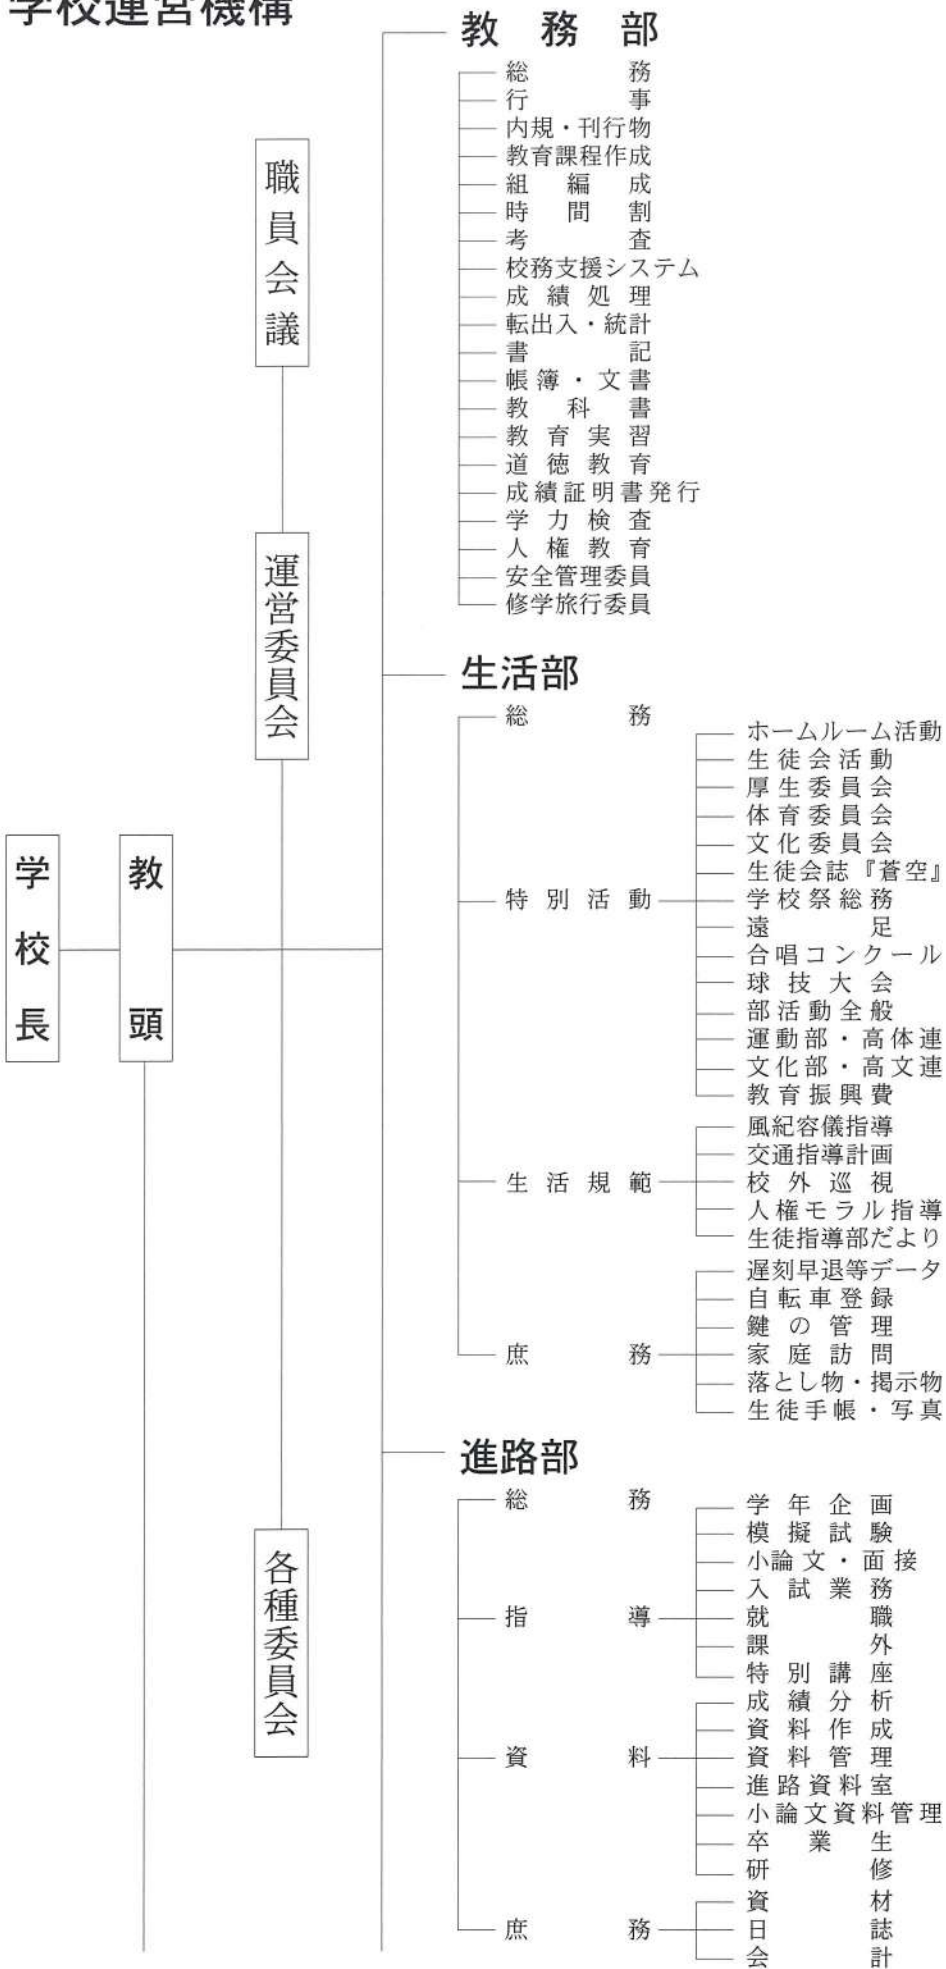 学校運営機構
職員会議
運営委員会
学校長
教頭
各種委員会
教務部
総務
行事
内規・刊行物
教育課程作成
組編成
時間割
考査
校務支援システム
成績処理
転出入・統計
書記
帳簿・文書
教科書
教育実習
道徳教育
成績証明書発行
学力検査
人権教育
安全管理委員
修学旅行委員
生活部
総務
特別活動
ホームルーム活動
生徒会活動
厚生委員会
体育委員会
文化委員会
生徒会誌『蒼空』
学校祭総務
遠足
合唱コンクール
球技大会
部活動全般
運動部・高体連
文化部・高文連
教育振興費
生活規範
風紀容儀指導
交通指導計画
校外巡視
人権モラル指導
生徒指導部だより
庶務
遅刻早退等データ
自転車登録
鍵の管理
家庭訪問
落とし物・掲示物
生徒手帳・写真
進路部
総務
指導
学年企画
模擬試験
小論文・面接
入試業務
就職
課外
特別講座
資料
成績分析
資料作成
資料管理
進路資料室
小論文資料管理
卒業生
研修
庶務
資材
日誌
会計